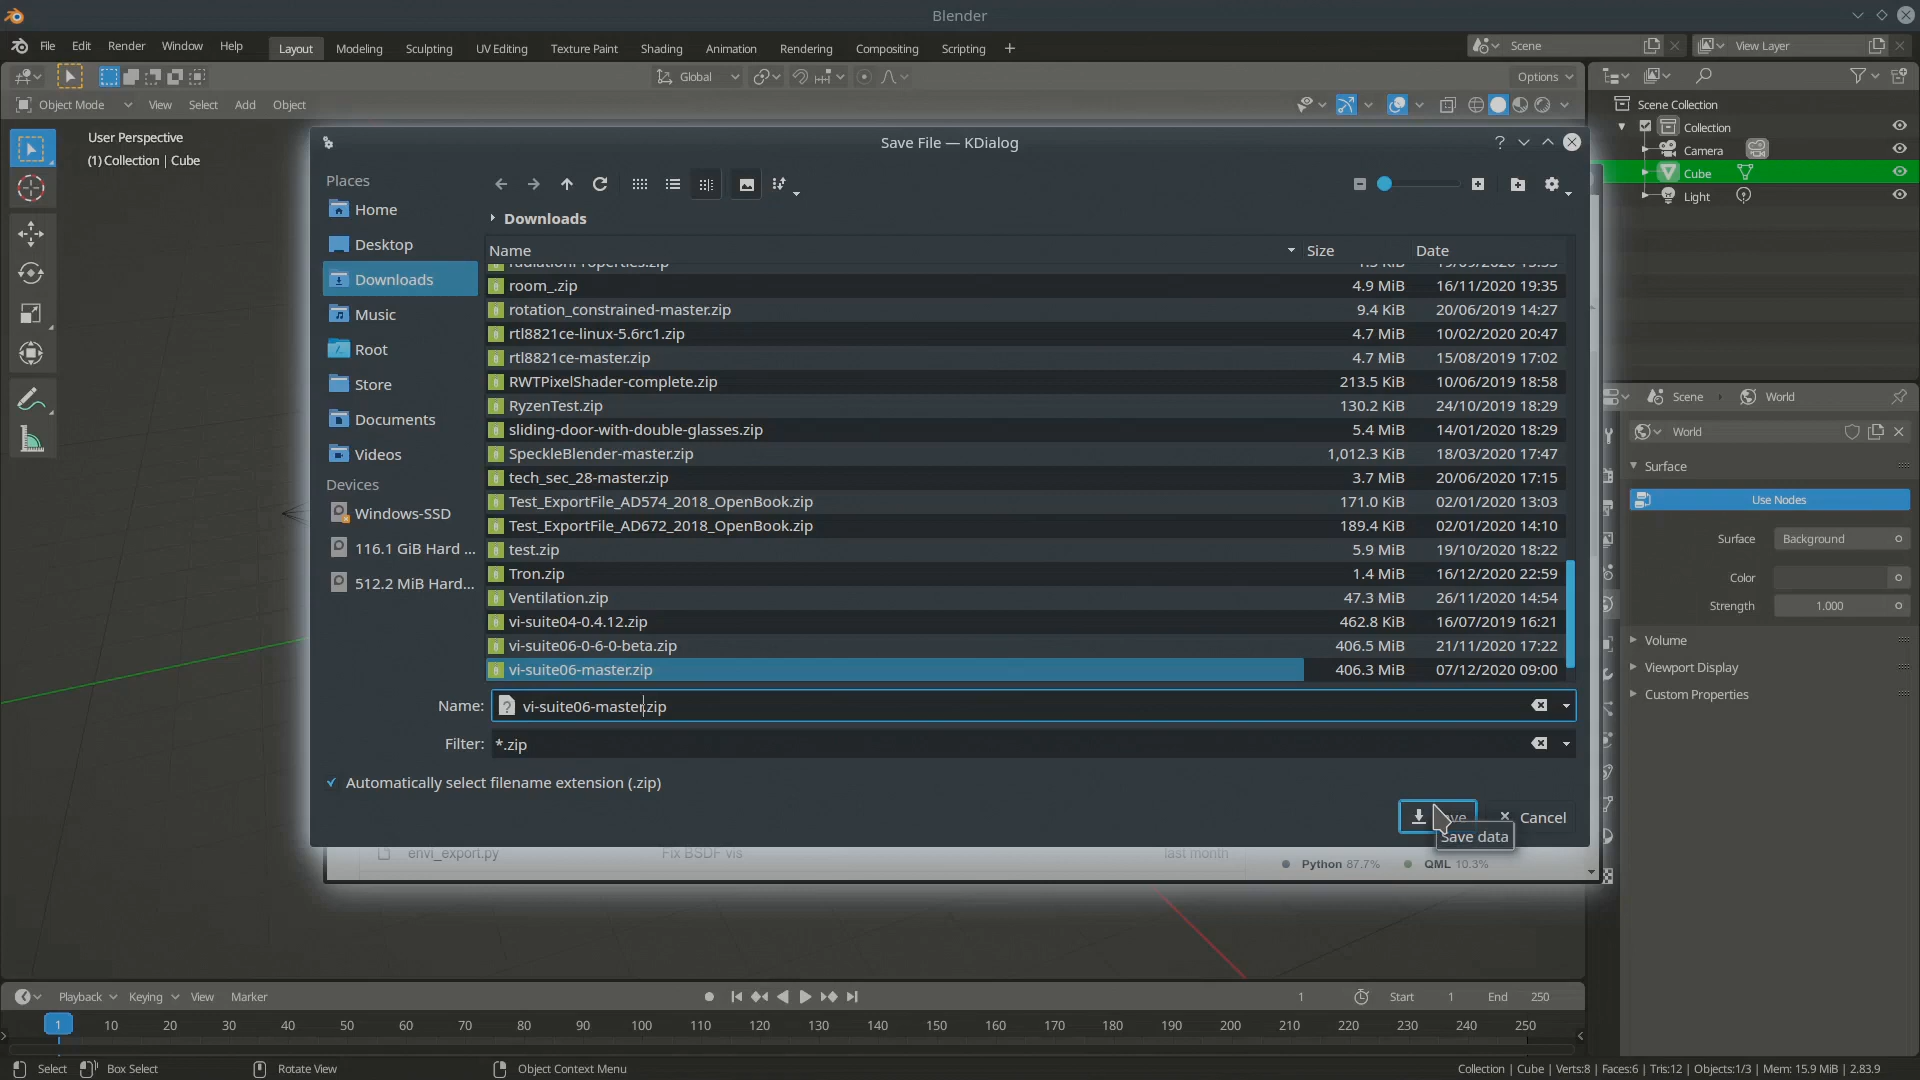 Blender
File Edit Render Window Help Layout Modeling Sculpting UV Editing Texture Paint Shading Animation Rendering Compositing Scripting + Scene View Layer
Global Options
Object Mode View Select Add Object
User Perspective
(1) Collection | Cube
Scene Collection
Collection
Camera
Cube
Light
Save File — KDialog
Places
Home
Desktop
Downloads
Music
Root
Store
Documents
Videos
Devices
Windows-SSD
116.1 GiB Hard ...
512.2 MiB Hard...
Downloads
Name Size Date
room_.zip 4.9 MiB 16/11/2020 19:35
rotation_constrained-master.zip 9.4 KiB 20/06/2019 14:27
rtl8821ce-linux-5.6rc1.zip 4.7 MiB 10/02/2020 20:47
rtl8821ce-master.zip 4.7 MiB 15/08/2019 17:02
RWTPixelShader-complete.zip 213.5 KiB 10/06/2019 18:58
RyzenTest.zip 130.2 KiB 24/10/2019 18:29
sliding-door-with-double-glasses.zip 5.4 MiB 14/01/2020 18:29
SpeckleBlender-master.zip 1,012.3 KiB 18/03/2020 17:47
tech_sec_28-master.zip 3.7 MiB 20/06/2020 17:15
Test_ExportFile_AD574_2018_OpenBook.zip 171.0 KiB 02/01/2020 13:03
Test_ExportFile_AD672_2018_OpenBook.zip 189.4 KiB 02/01/2020 14:10
test.zip 5.9 MiB 19/10/2020 18:22
Tron.zip 1.4 MiB 16/12/2020 22:59
Ventilation.zip 47.3 MiB 26/11/2020 14:54
vi-suite04-0.4.12.zip 462.8 KiB 16/07/2019 16:21
vi-suite06-0-6-0-beta.zip 406.5 MiB 21/11/2020 17:22
vi-suite06-master.zip 406.3 MiB 07/12/2020 09:00
Name: vi-suite06-master.zip
Filter: *.zip
Automatically select filename extension (.zip)
Cancel
Save data
envi_export.py Fix BSDF vis last month Python 87.7% QML 10.3%
Scene World
World
Surface
Use Nodes
Surface Background
Color
Strength 1.000
Volume
Viewport Display
Custom Properties
Playback Keying View Marker 1 Start 1 End 250
1 10 20 30 40 50 60 70 80 90 100 110 120 130 140 150 160 170 180 190 200 210 220 230 240 250
Select Box Select Rotate View Object Context Menu Collection | Cube | Verts:8 | Faces:6 | Tris:12 | Objects:1/3 | Mem: 15.9 MiB | 2.83.9